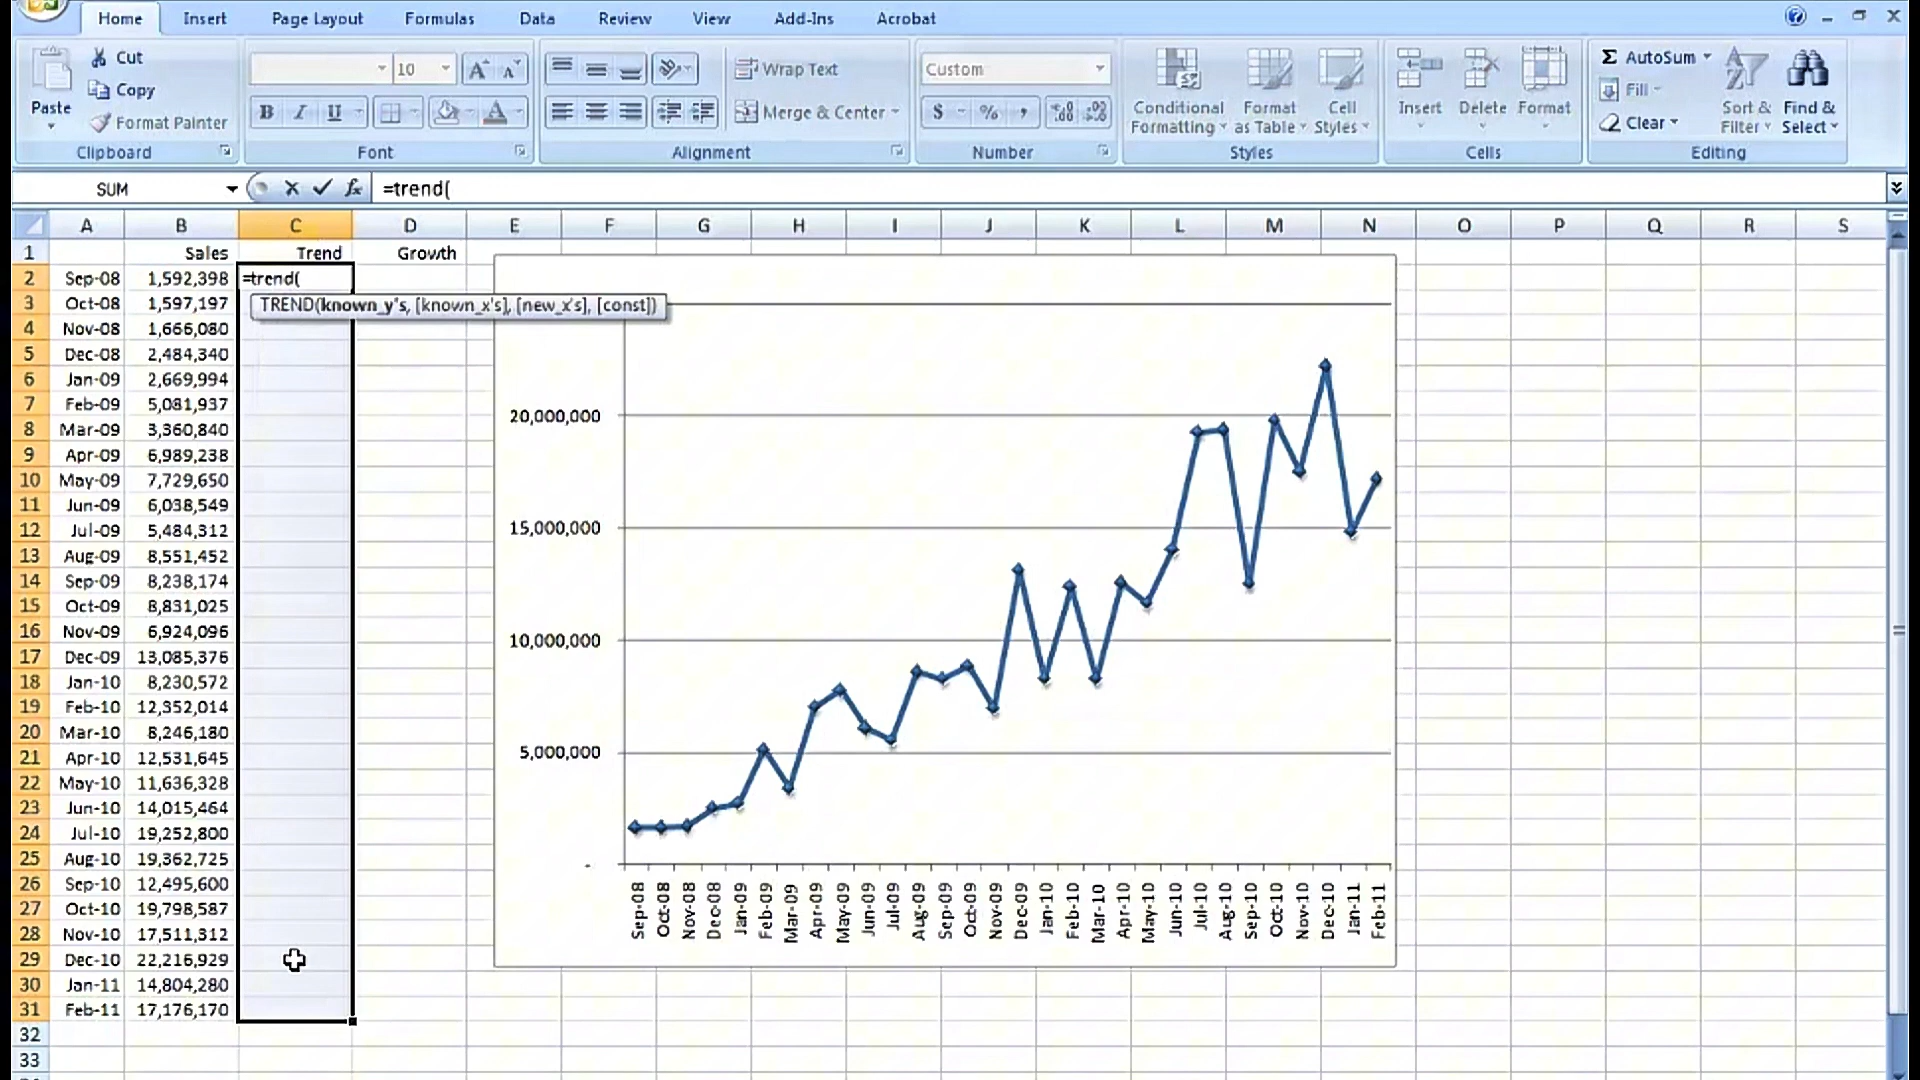 Home Insert Page Layout Formulas Data Review View Add-Ins Acrobat
Paste
Cut
Copy
Format Painter
Clipboard
10
B I U
Font
Wrap Text
Merge & Center
Alignment
Custom
$ % ,
Number
Conditional Formatting
Format as Table
Cell Styles
Styles
Insert
Delete
Format
Cells
Σ AutoSum
Fill
Clear
Sort & Filter
Find & Select
Editing
SUM fx =trend(
A B C D E F G H I J K L M N O P Q R S
1 Sales Trend Growth
2 Sep-08 1,592,398 =trend(
TREND(known_y's, [known_x's], [new_x's], [const])
3 Oct-08 1,597,197
4 Nov-08 1,666,080
5 Dec-08 2,484,340
6 Jan-09 2,669,994
7 Feb-09 5,081,937
8 Mar-09 3,360,840
9 Apr-09 6,989,238
10 May-09 7,729,650
11 Jun-09 6,038,549
12 Jul-09 5,484,312
13 Aug-09 8,551,452
14 Sep-09 8,238,174
15 Oct-09 8,831,025
16 Nov-09 6,924,096
17 Dec-09 13,085,376
18 Jan-10 8,230,572
19 Feb-10 12,352,014
20 Mar-10 8,246,180
21 Apr-10 12,531,645
22 May-10 11,636,328
23 Jun-10 14,015,464
24 Jul-10 19,252,800
25 Aug-10 19,362,725
26 Sep-10 12,495,600
27 Oct-10 19,798,587
28 Nov-10 17,511,312
29 Dec-10 22,216,929
30 Jan-11 14,804,280
31 Feb-11 17,176,170
32
33
20,000,000
15,000,000
10,000,000
5,000,000
-
Sep-08 Oct-08 Nov-08 Dec-08 Jan-09 Feb-09 Mar-09 Apr-09 May-09 Jun-09 Jul-09 Aug-09 Sep-09 Oct-09 Nov-09 Dec-09 Jan-10 Feb-10 Mar-10 Apr-10 May-10 Jun-10 Jul-10 Aug-10 Sep-10 Oct-10 Nov-10 Dec-10 Jan-11 Feb-11